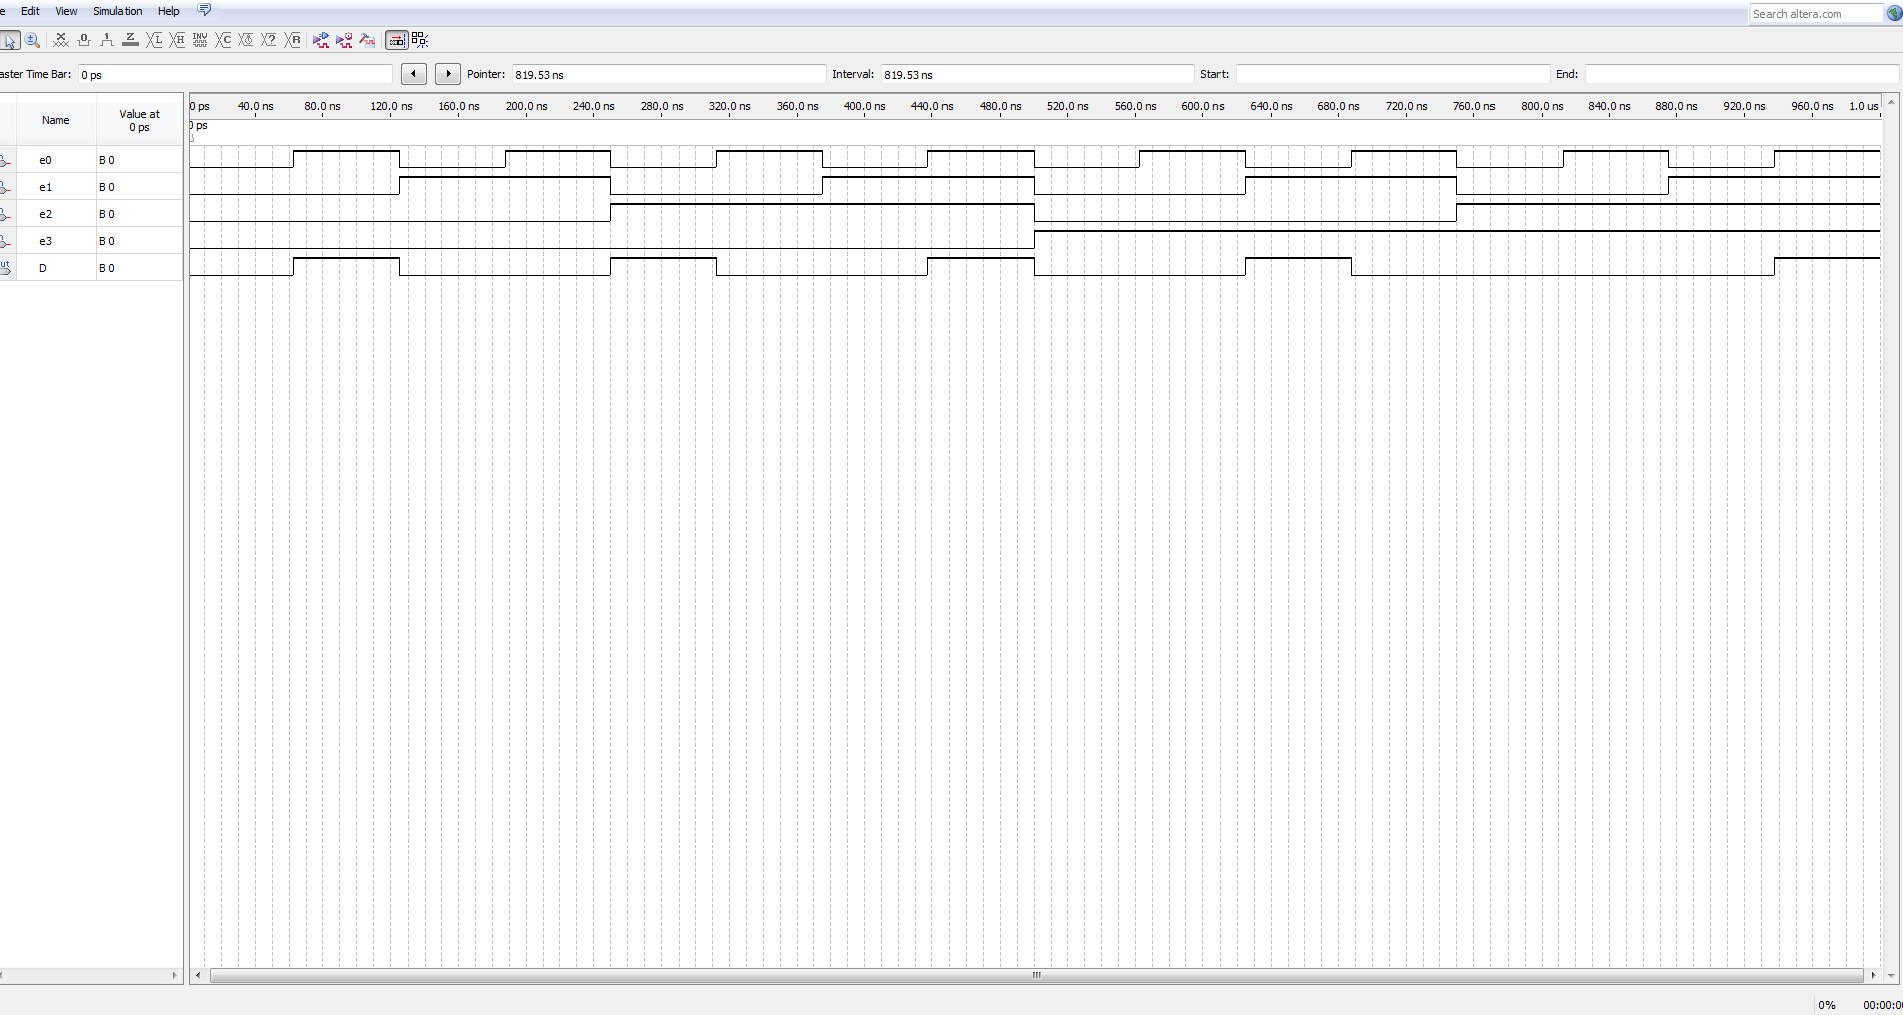 e Edit View Simulation Help
Search altera.com
aster Time Bar: 0 ps Pointer: 819.53 ns Interval: 819.53 ns Start: End:
Name Value at 0 ps
0 ps 40.0 ns 80.0 ns 120.0 ns 160.0 ns 200.0 ns 240.0 ns 280.0 ns 320.0 ns 360.0 ns 400.0 ns 440.0 ns 480.0 ns 520.0 ns 560.0 ns 600.0 ns 640.0 ns 680.0 ns 720.0 ns 760.0 ns 800.0 ns 840.0 ns 880.0 ns 920.0 ns 960.0 ns 1.0 us
0 ps
e0 B 0
e1 B 0
e2 B 0
e3 B 0
ut D B 0
0% 00:00:0